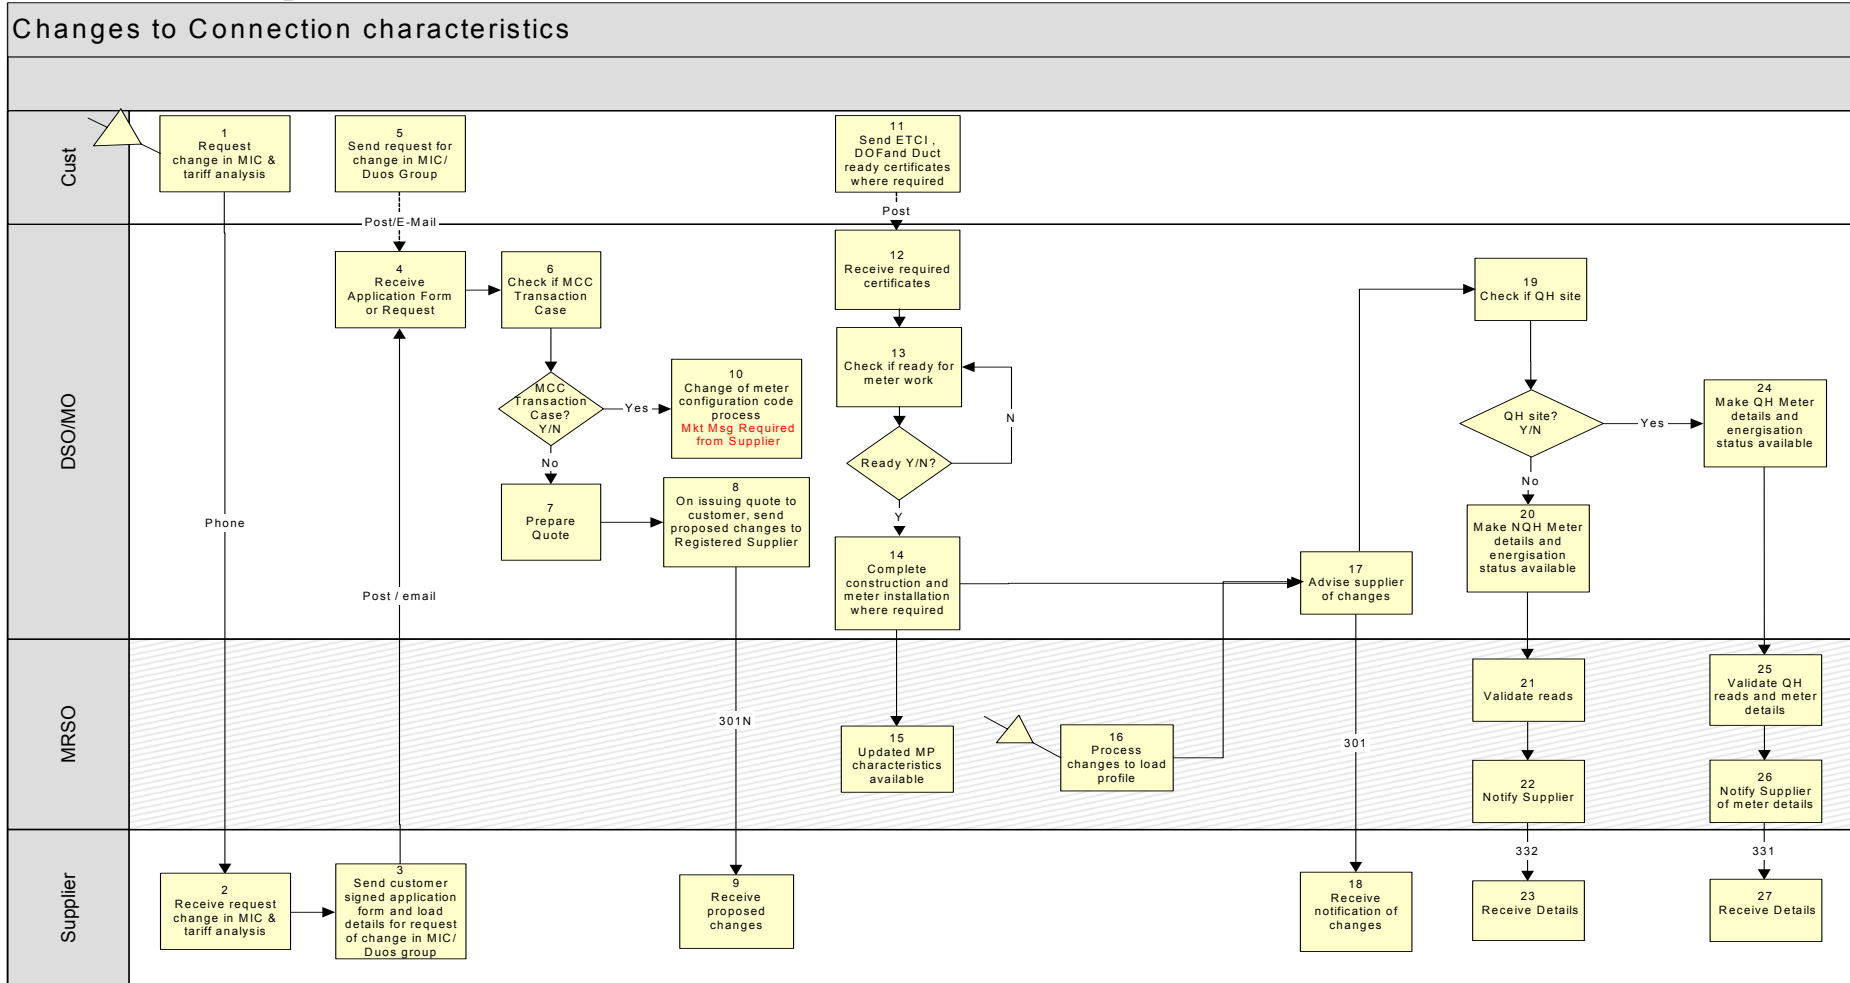 Changes to Connection characteristics
Cust
1
Request
change in MIC &
tariff analysis
5
Send request for
change in MIC/
Duos Group
11
Send ETCI ,
DOFand Duct
ready certificates
where required
Post/E-Mail
Post
DSO/MO
4
Receive
Application Form
or Request
6
Check if MCC
Transaction
Case
MCC
Transaction
Case?
Y/N
Yes
No
10
Change of meter
configuration code
process
Mkt Msg Required
from Supplier
7
Prepare
Quote
8
On issuing quote to
customer, send
proposed changes to
Registered Supplier
12
Receive required
certificates
13
Check if ready for
meter work
N
Ready Y/N?
Y
14
Complete
construction and
meter installation
where required
17
Advise supplier
of changes
19
Check if QH site
QH site?
Y/N
Yes
No
24
Make QH Meter
details and
energisation
status available
20
Make NQH Meter
details and
energisation
status available
Phone
Post / email
MRSO
301N
15
Updated MP
characteristics
available
16
Process
changes to load
profile
301
21
Validate reads
22
Notify Supplier
25
Validate QH
reads and meter
details
26
Notify Supplier
of meter details
332
331
Supplier
2
Receive request
change in MIC &
tariff analysis
3
Send customer
signed application
form and load
details for request
of change in MIC/
Duos group
9
Receive
proposed
changes
18
Receive
notification of
changes
23
Receive Details
27
Receive Details